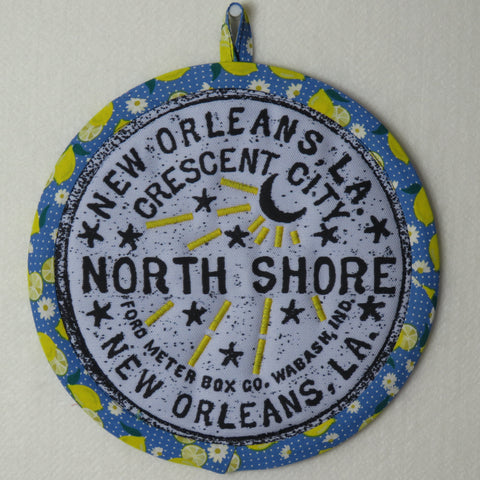 NEW ORLEANS, LA.
CRESCENT CITY
NORTH SHORE
FORD METER BOX CO. WABASH, IND.
NEW ORLEANS, LA.